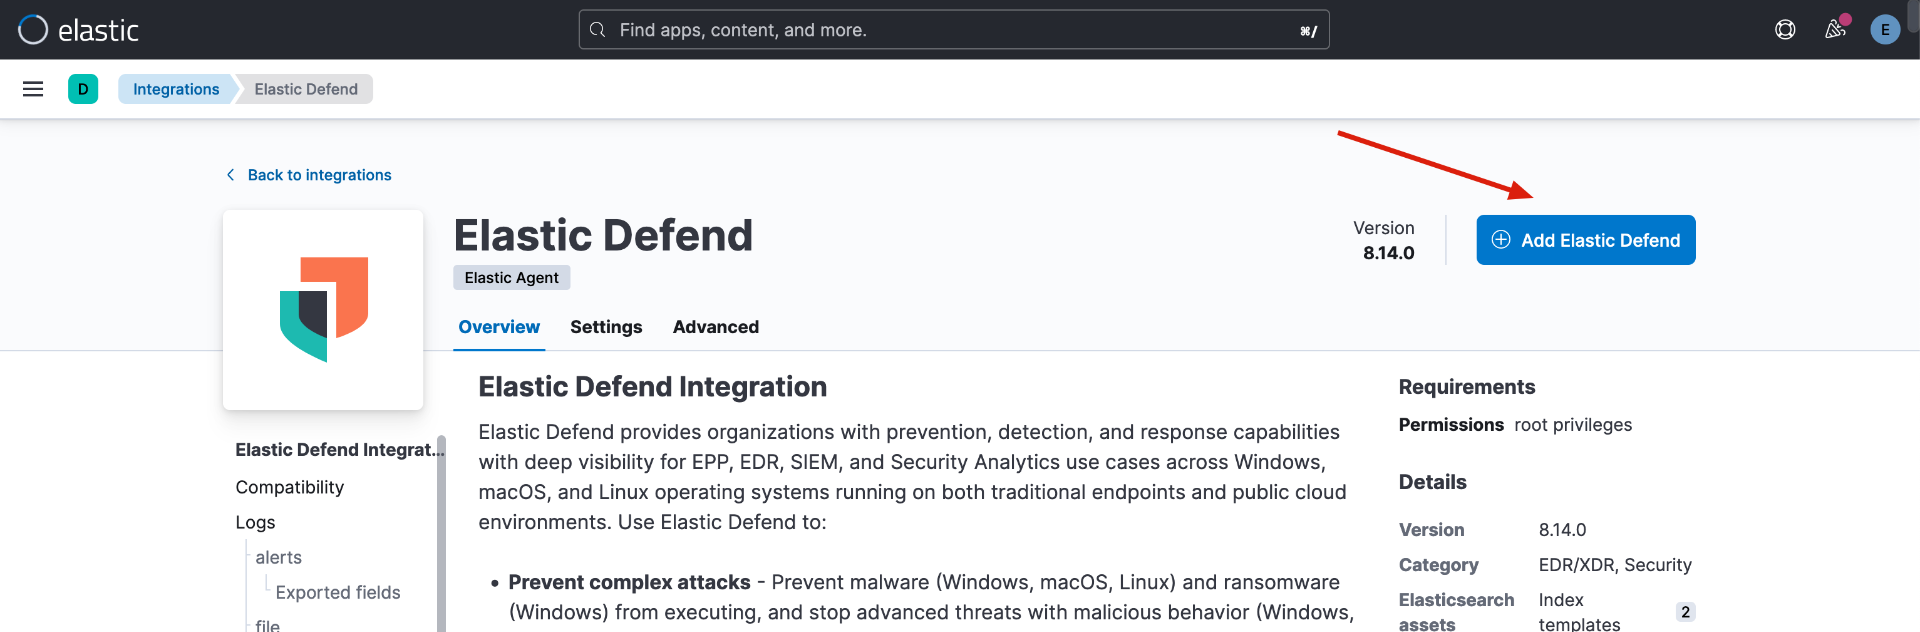 elastic
Find apps, content, and more.
⌘/
E
D
Integrations
Elastic Defend
Back to integrations
Elastic Defend
Elastic Agent
Version
8.14.0
Add Elastic Defend
Overview
Settings
Advanced
Elastic Defend Integrat...
Compatibility
Logs
alerts
Exported fields
file
Elastic Defend Integration
Elastic Defend provides organizations with prevention, detection, and response capabilities
with deep visibility for EPP, EDR, SIEM, and Security Analytics use cases across Windows,
macOS, and Linux operating systems running on both traditional endpoints and public cloud
environments. Use Elastic Defend to:
• Prevent complex attacks - Prevent malware (Windows, macOS, Linux) and ransomware
(Windows) from executing, and stop advanced threats with malicious behavior (Windows,
Requirements
Permissions root privileges
Details
Version 8.14.0
Category EDR/XDR, Security
Elasticsearch assets
Index templates
2